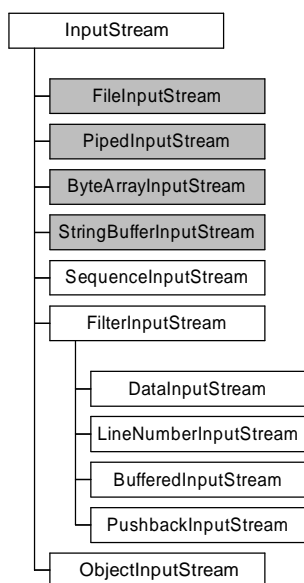 InputStream
FileInputStream
PipedInputStream
ByteArrayInputStream
StringBufferInputStream
SequenceInputStream
FilterInputStream
DataInputStream
LineNumberInputStream
BufferedInputStream
PushbackInputStream
ObjectInputStream